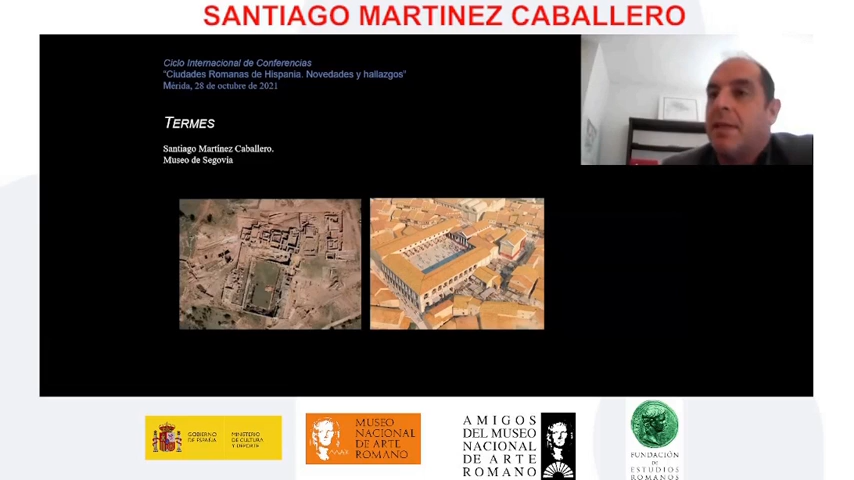 SANTIAGO MARTINEZ CABALLERO
Ciclo Internacional de Conferencias
“Ciudades Romanas de Hispania. Novedades y hallazgos”
Mérida, 28 de octubre de 2021
TERMES
Santiago Martínez Caballero.
Museo de Segovia
GOBIERNO
DE ESPAÑA
MINISTERIO
DE CULTURA
Y DEPORTE
MUSEO
NACIONAL
DE ARTE
ROMANO
AMIGOS
DEL MUSEO
NACIONAL
DE ARTE
ROMANO
FUNDACIÓN
DE
ESTUDIOS
ROMANOS